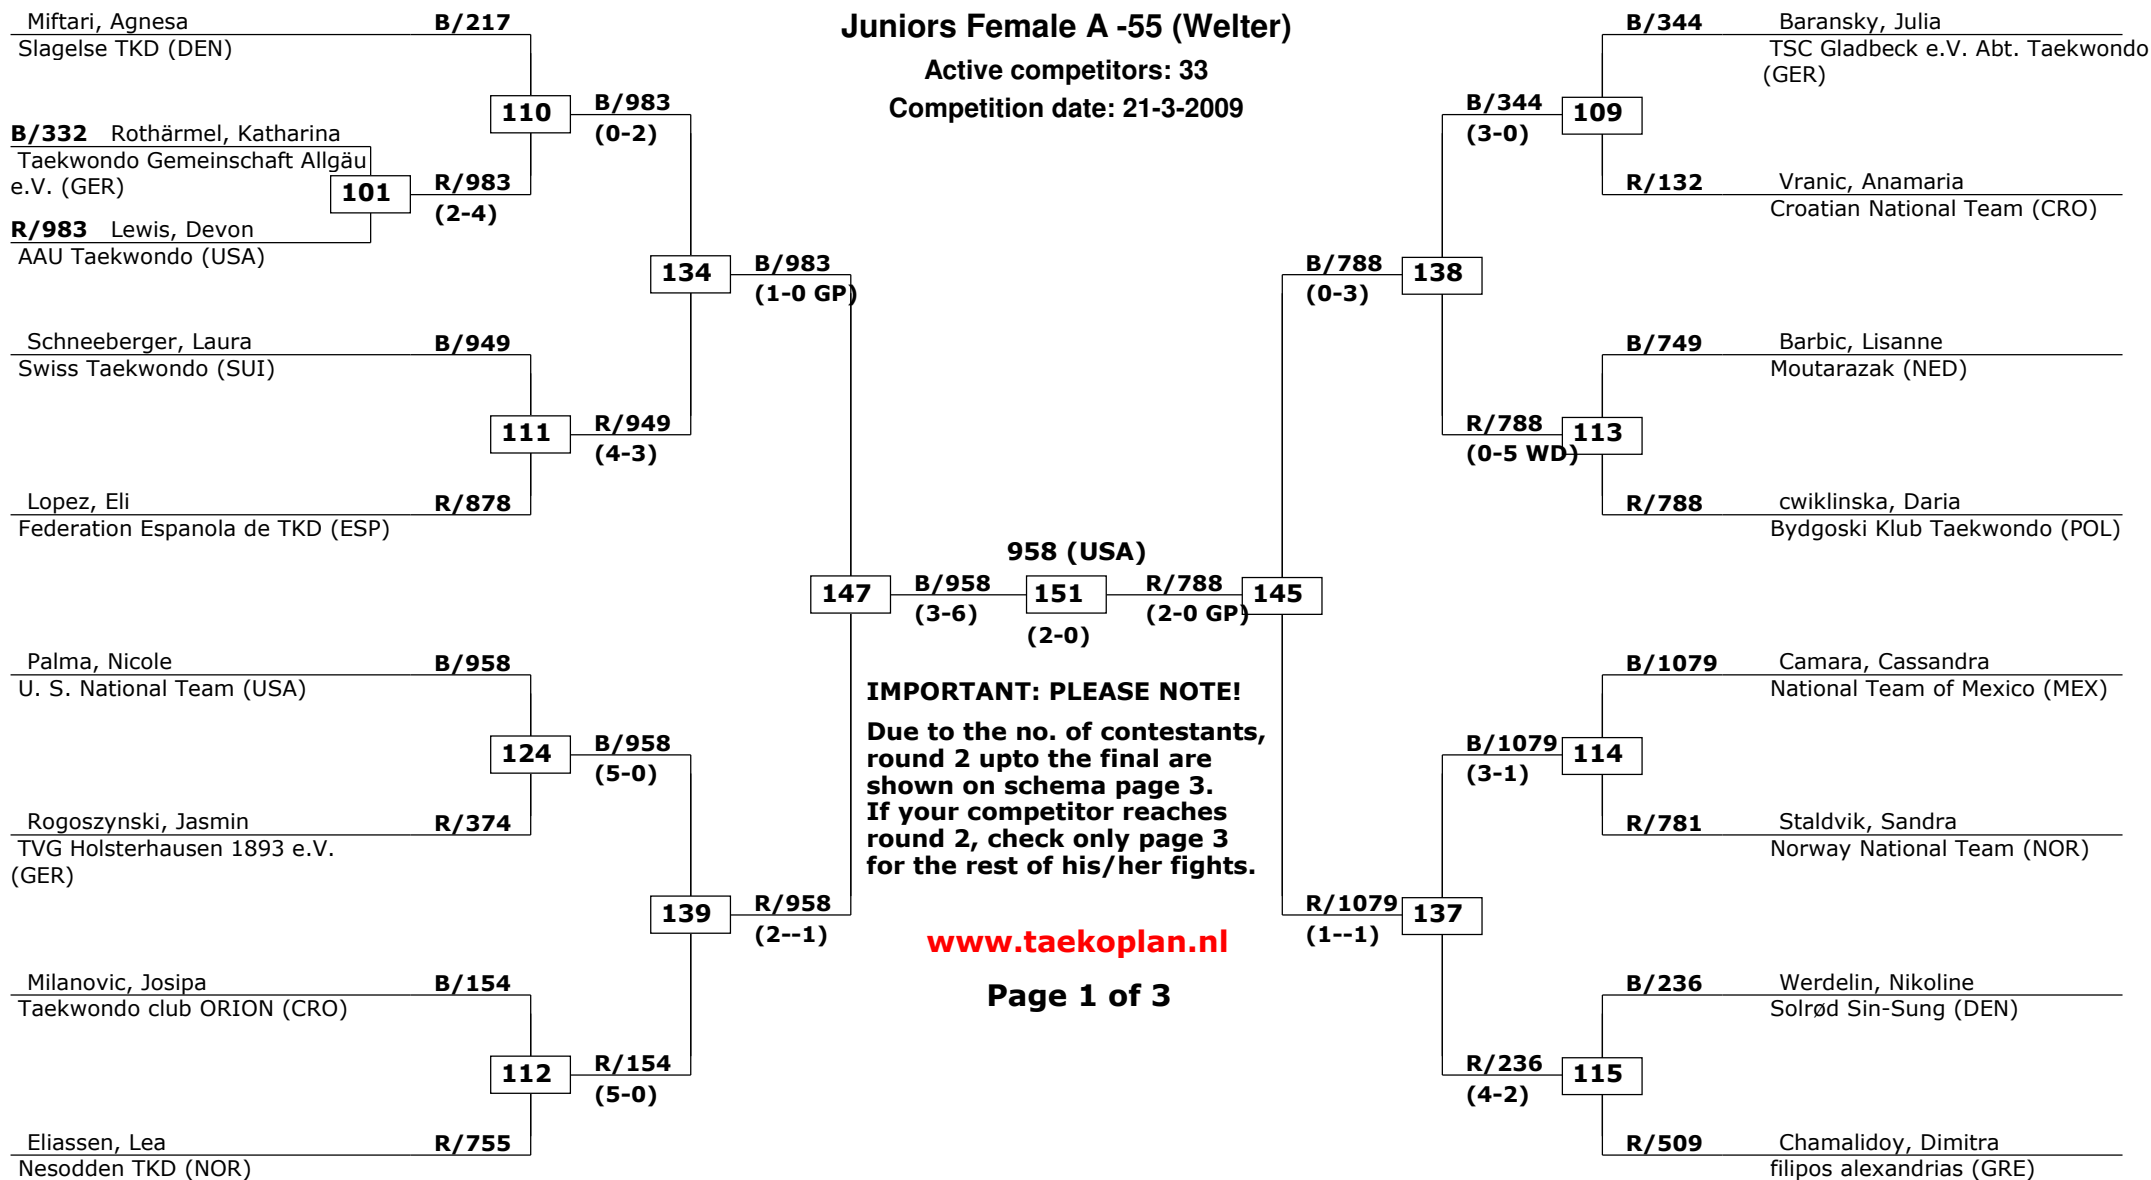 Juniors Female A -55 (Welter)
Active competitors: 33
Competition date: 21-3-2009
Miftari, Agnesa B/217
Slagelse TKD (DEN)
110
B/983
(0-2)
B/332 Rothärmel, Katharina
Taekwondo Gemeinschaft Allgäu
e.V. (GER)
101
R/983
(2-4)
R/983 Lewis, Devon
AAU Taekwondo (USA)
134
B/983
(1-0 GP)
Schneeberger, Laura B/949
Swiss Taekwondo (SUI)
111
R/949
(4-3)
Lopez, Eli R/878
Federation Espanola de TKD (ESP)
147
B/958
(3-6)
Palma, Nicole B/958
U. S. National Team (USA)
124
B/958
(5-0)
Rogoszynski, Jasmin R/374
TVG Holsterhausen 1893 e.V.
(GER)
139
R/958
(2--1)
Milanovic, Josipa B/154
Taekwondo club ORION (CRO)
112
R/154
(5-0)
Eliassen, Lea R/755
Nesodden TKD (NOR)
958 (USA)
151
(2-0)
IMPORTANT: PLEASE NOTE!
Due to the no. of contestants,
round 2 upto the final are
shown on schema page 3.
If your competitor reaches
round 2, check only page 3
for the rest of his/her fights.
www.taekoplan.nl
Page 1 of 3
B/344 Baransky, Julia
TSC Gladbeck e.V. Abt. Taekwondo
(GER)
B/344
(3-0)
109
R/132 Vranic, Anamaria
Croatian National Team (CRO)
B/788
(0-3)
138
B/749 Barbic, Lisanne
Moutarazak (NED)
R/788
(0-5 WD)
113
R/788 cwiklinska, Daria
Bydgoski Klub Taekwondo (POL)
R/788
(2-0 GP)
145
B/1079 Camara, Cassandra
National Team of Mexico (MEX)
B/1079
(3-1)
114
R/781 Staldvik, Sandra
Norway National Team (NOR)
R/1079
(1--1)
137
B/236 Werdelin, Nikoline
Solrød Sin-Sung (DEN)
R/236
(4-2)
115
R/509 Chamalidoy, Dimitra
filipos alexandrias (GRE)